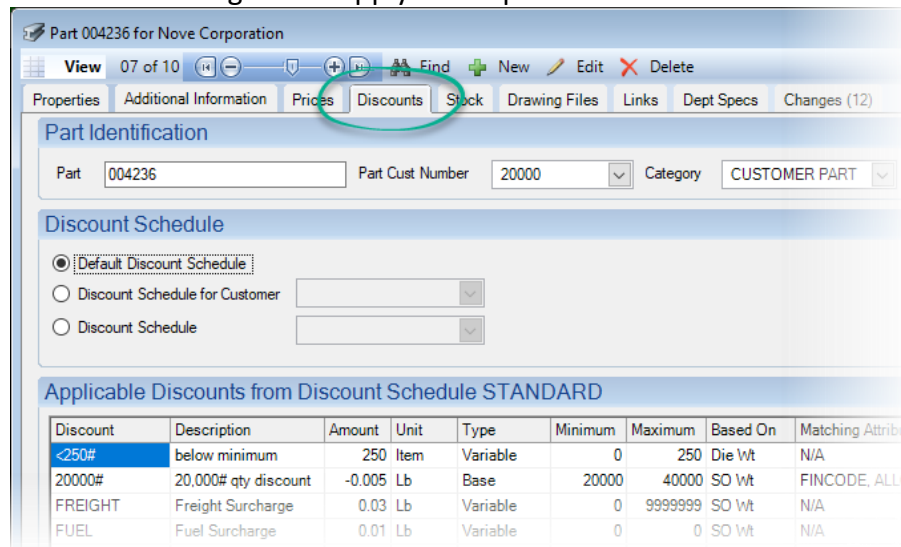 Part 004236 for Nove Corporation
View 07 of 10 Find New Edit Delete
Properties Additional Information Prices Discounts Stock Drawing Files Links Dept Specs Changes (12)
Part Identification
Part 004236 Part Cust Number 20000 Category CUSTOMER PART
Discount Schedule
Default Discount Schedule
Discount Schedule for Customer
Discount Schedule
Applicable Discounts from Discount Schedule STANDARD
Discount Description Amount Unit Type Minimum Maximum Based On Matching
<250# below minimum 250 Item Variable 0 250 Die Wt N/A
20000# 20,000# qty discount -0.005 Lb Base 20000 40000 SO Wt FINCODE,
FREIGHT Freight Surcharge 0.03 Lb Variable 0 9999999 SO Wt N/A
FUEL Fuel Surcharge 0.01 Lb Variable 0 0 SO Wt N/A